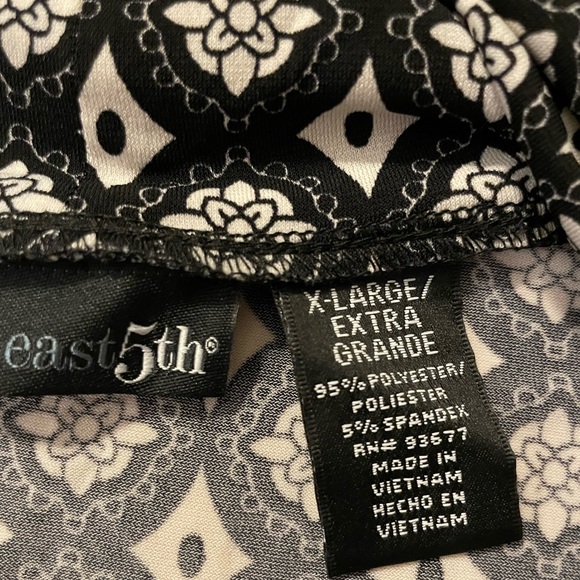 east5th®
X-LARGE/
EXTRA
GRANDE
95% POLYESTER/
POLIESTER
5% SPANDEX
RN# 93677
MADE IN
VIETNAM
HECHO EN
VIETNAM